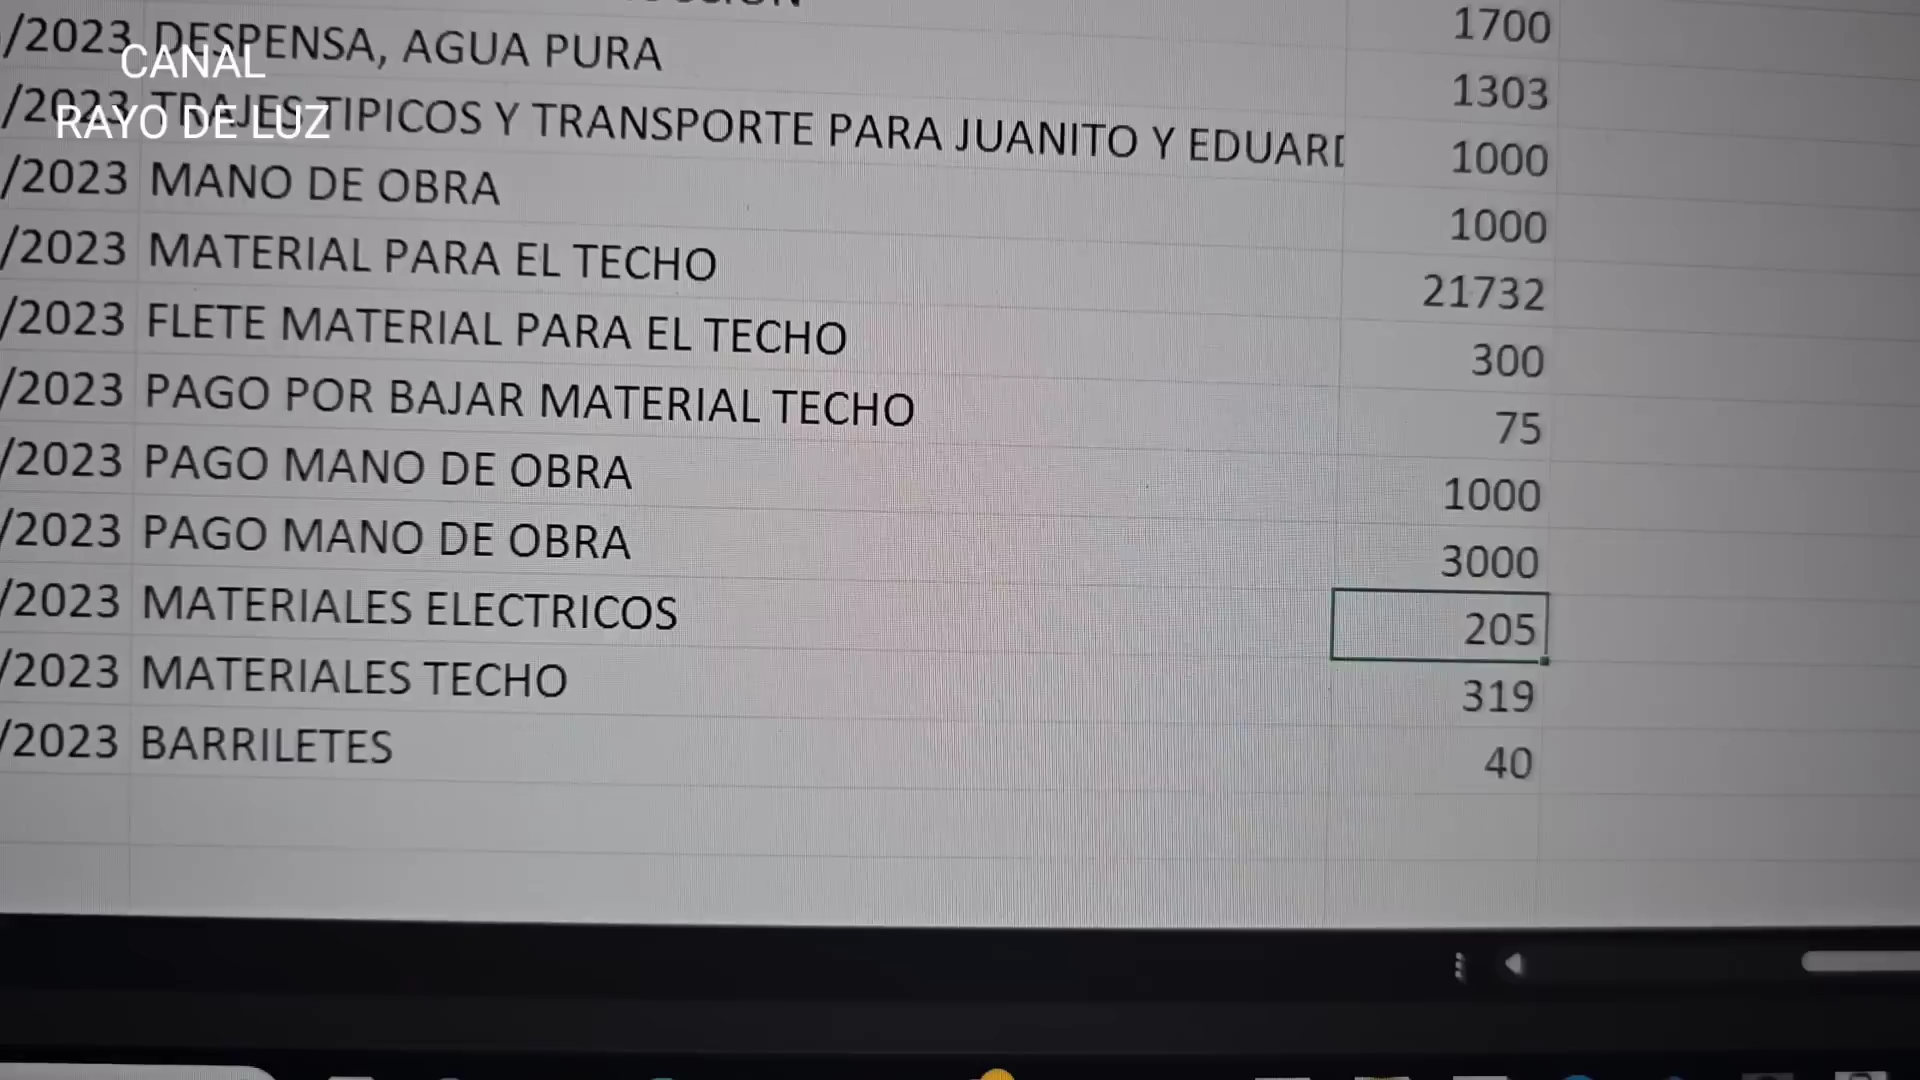 1700
/2023 DESPENSA, AGUA PURA 1303
/2023 TRAJES TIPICOS Y TRANSPORTE PARA JUANITO Y EDUARD 1000
/2023 MANO DE OBRA 1000
/2023 MATERIAL PARA EL TECHO 21732
/2023 FLETE MATERIAL PARA EL TECHO 300
/2023 PAGO POR BAJAR MATERIAL TECHO 75
/2023 PAGO MANO DE OBRA 1000
/2023 PAGO MANO DE OBRA 3000
/2023 MATERIALES ELECTRICOS 205
/2023 MATERIALES TECHO 319
/2023 BARRILETES 40
CANAL
RAYO DE LUZ